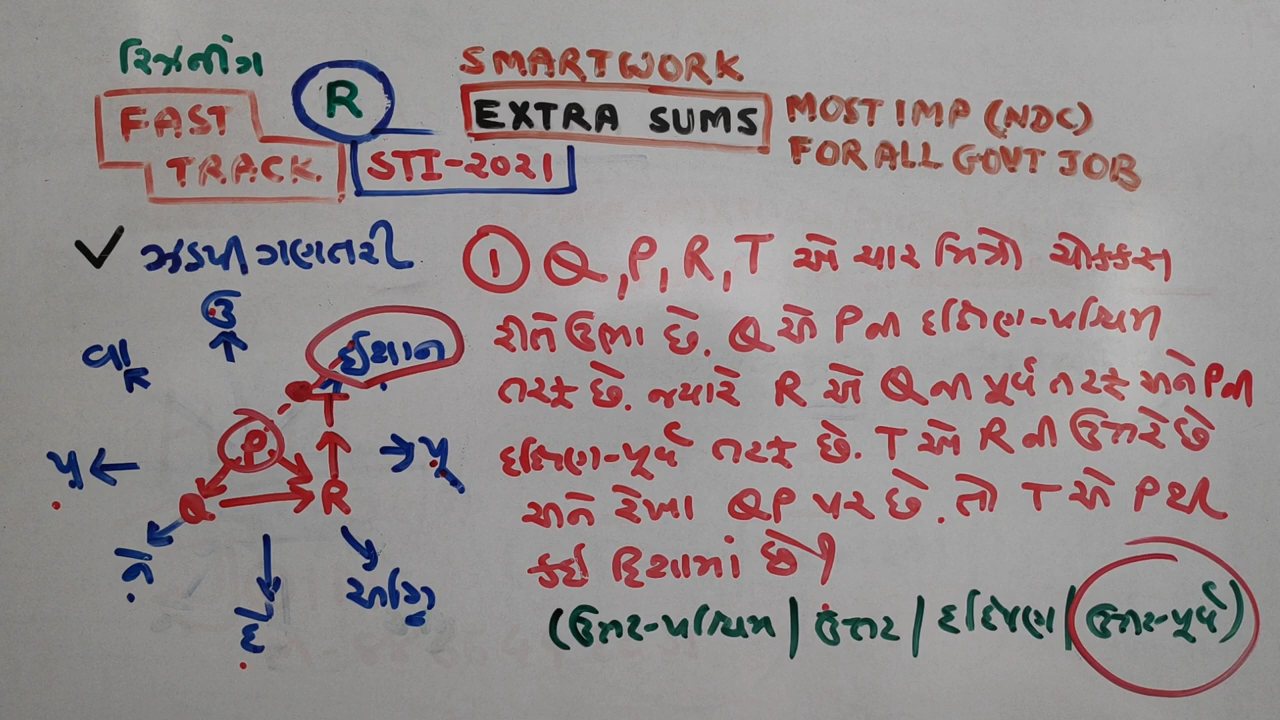 રિઝનીંગ
FAST
TRACK
R
STI-૨૦૨૧
SMARTWORK
EXTRA SUMS
MOST IMP (NDC)
FOR ALL GOVT JOB
✓ ઝડપી ગણતરી
ઉ
વા
ઈશાન
T
P
પ
પૂ
Q
R
નૈ
દ
અગ્નિ
① Q, P, R, T એ ચાર મિત્રો ચોક્કસ
રીતે ઉભા છે. Q એ P ની દક્ષિણ-પશ્ચિમ
તરફ છે. જ્યારે R એ Q ના પૂર્વ તરફ અને P ની
દક્ષિણ-પૂર્વ તરફ છે. T એ R ની ઉત્તરે છે
અને રેખા QP પર છે. તો T એ P થી
કઈ દિશામાં છે?
(ઉત્તર-પશ્ચિમ | ઉત્તર | દક્ષિણ | ઉત્તર-પૂર્વ)